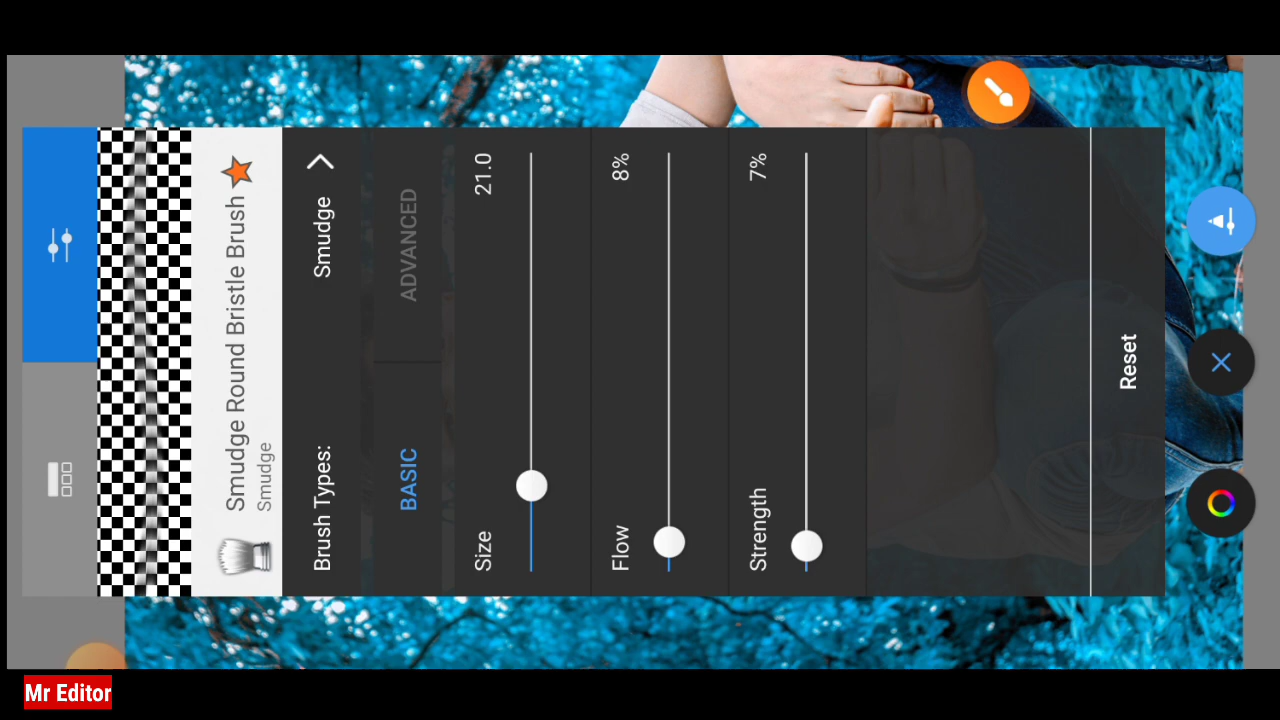 Smudge Round Bristle Brush
Smudge
Brush Types:
Smudge
BASIC
ADVANCED
Size
21.0
Flow
8%
Strength
7%
Reset
Mr Editor